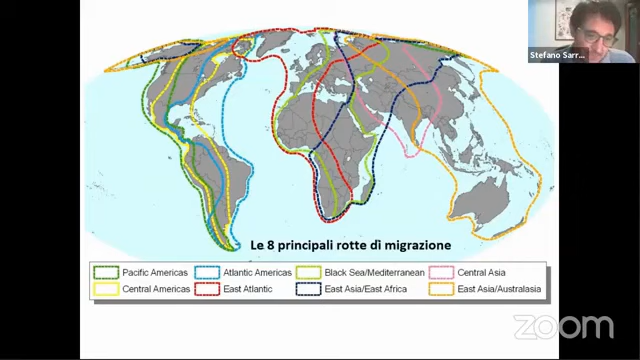 Stefano Sarr...
Le 8 principali rotte di migrazione
Pacific Americas
Atlantic Americas
Black Sea/Mediterranean
Central Asia
Central Americas
East Atlantic
East Asia/East Africa
East Asia/Australasia
zoom